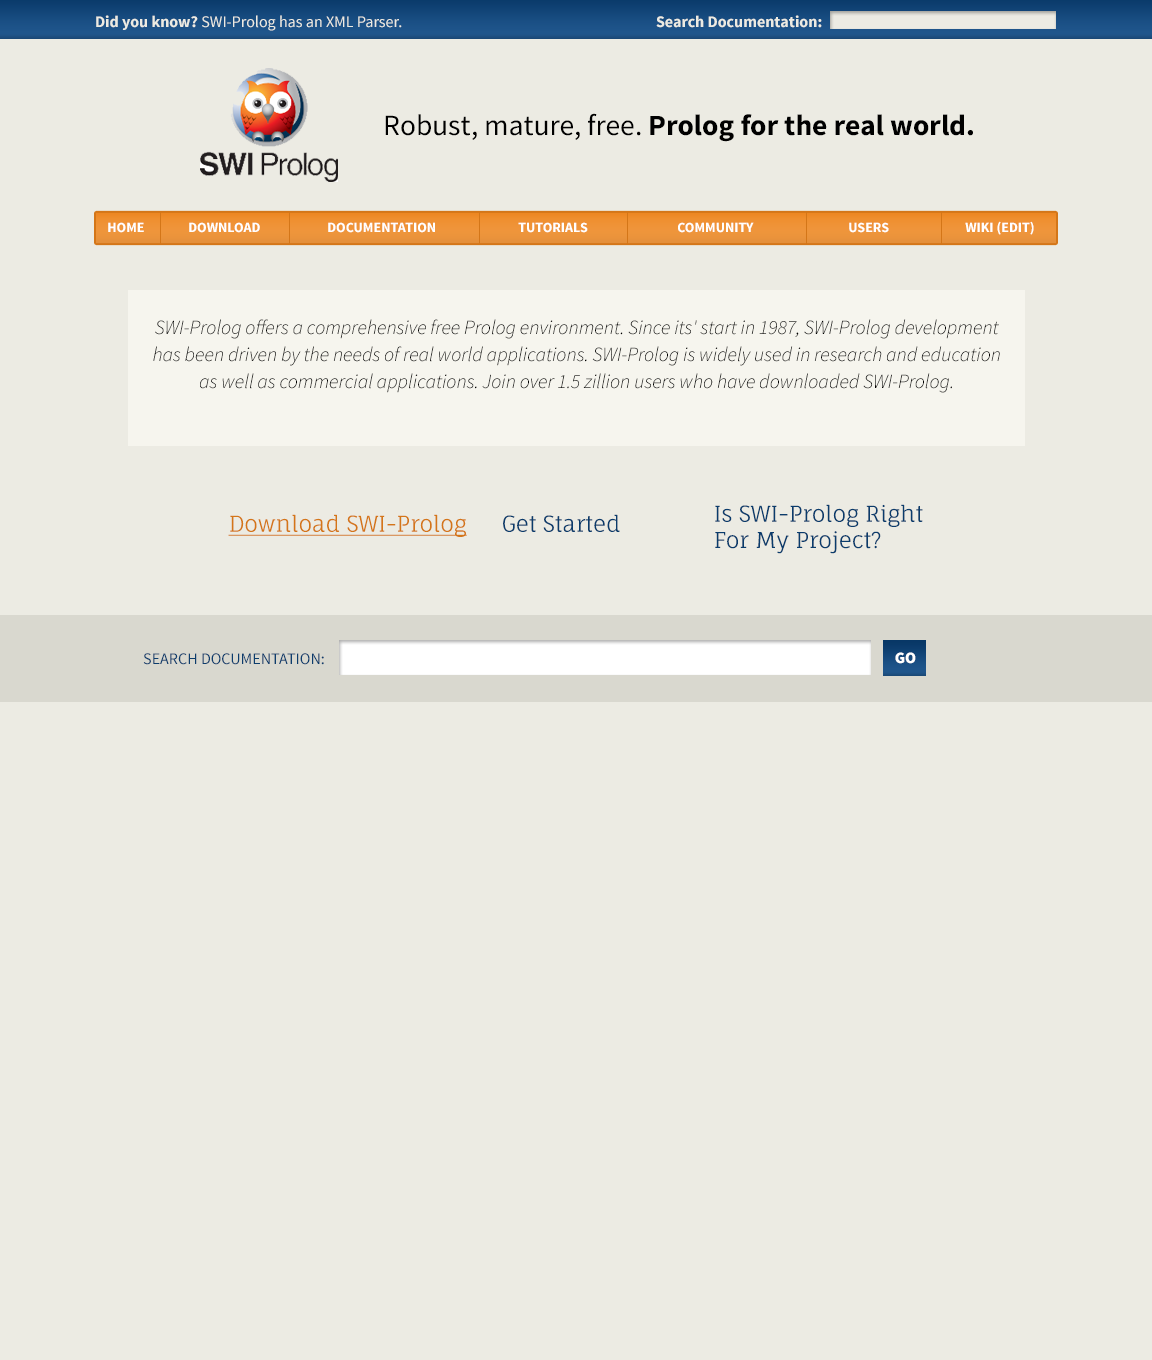 Did you know? SWI-Prolog has an XML Parser.
Search Documentation:
SWI Prolog
Robust, mature, free. Prolog for the real world.
HOME
DOWNLOAD
DOCUMENTATION
TUTORIALS
COMMUNITY
USERS
WIKI (EDIT)
SWI-Prolog offers a comprehensive free Prolog environment. Since its' start in 1987, SWI-Prolog development
has been driven by the needs of real world applications. SWI-Prolog is widely used in research and education
as well as commercial applications. Join over 1.5 zillion users who have downloaded SWI-Prolog.
Download SWI-Prolog
Get Started
Is SWI-Prolog Right
For My Project?
SEARCH DOCUMENTATION:
GO